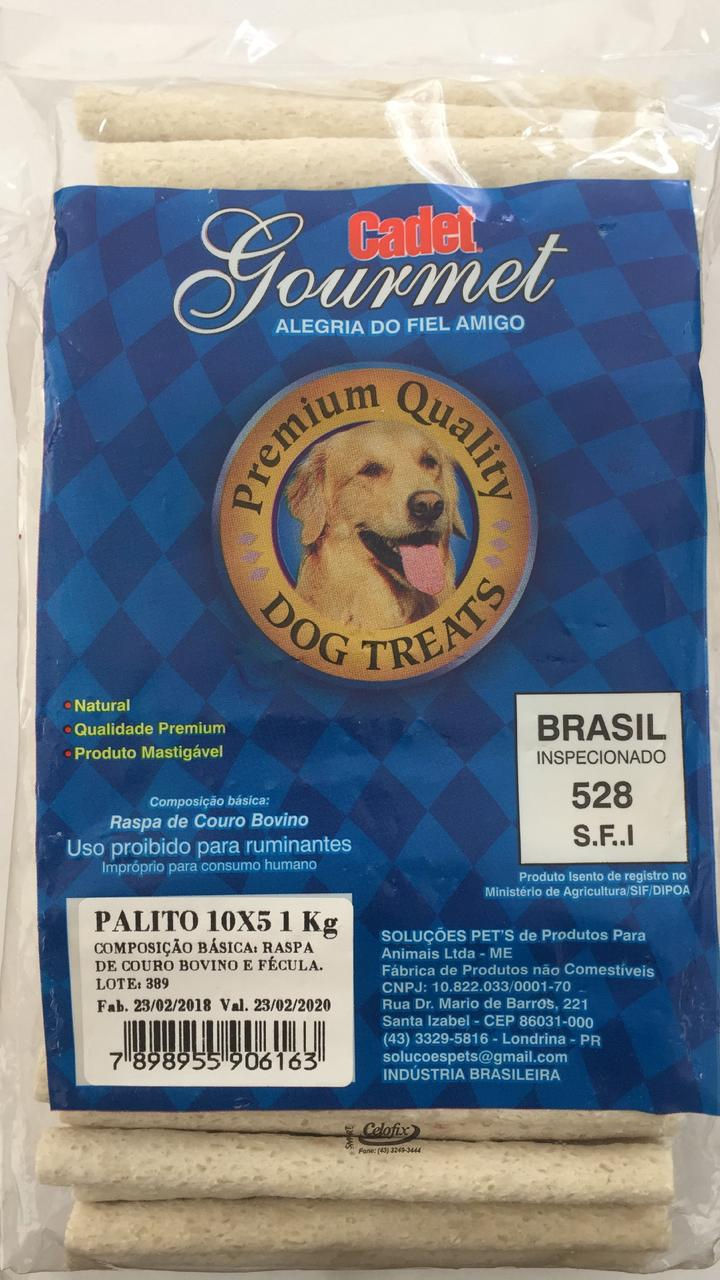 Cadet
Gourmet
ALEGRIA DO FIEL AMIGO
Premium Quality
DOG TREATS
• Natural
• Qualidade Premium
• Produto Mastigável
BRASIL
INSPECIONADO
528
S.F..I
Composição básica:
Raspa de Couro Bovino
Uso proibido para ruminantes
Impróprio para consumo humano
Produto Isento de registro no
Ministério de Agricultura/SIF/DIPOA
PALITO 10X5 1 Kg
COMPOSIÇÃO BÁSICA: RASPA
DE COURO BOVINO E FÉCULA.
LOTE: 389
Fab. 23/02/2018 Val. 23/02/2020
7 898955 906163
SOLUÇÕES PET'S de Produtos Para
Animais Ltda - ME
Fábrica de Produtos não Comestíveis
CNPJ: 10.822.033/0001-70
Rua Dr. Mario de Barros, 221
Santa Izabel - CEP 86031-000
(43) 3329-5816 - Londrina - PR
solucoespets@gmail.com
INDÚSTRIA BRASILEIRA
Celofix
Fone: (43) 3249-3444